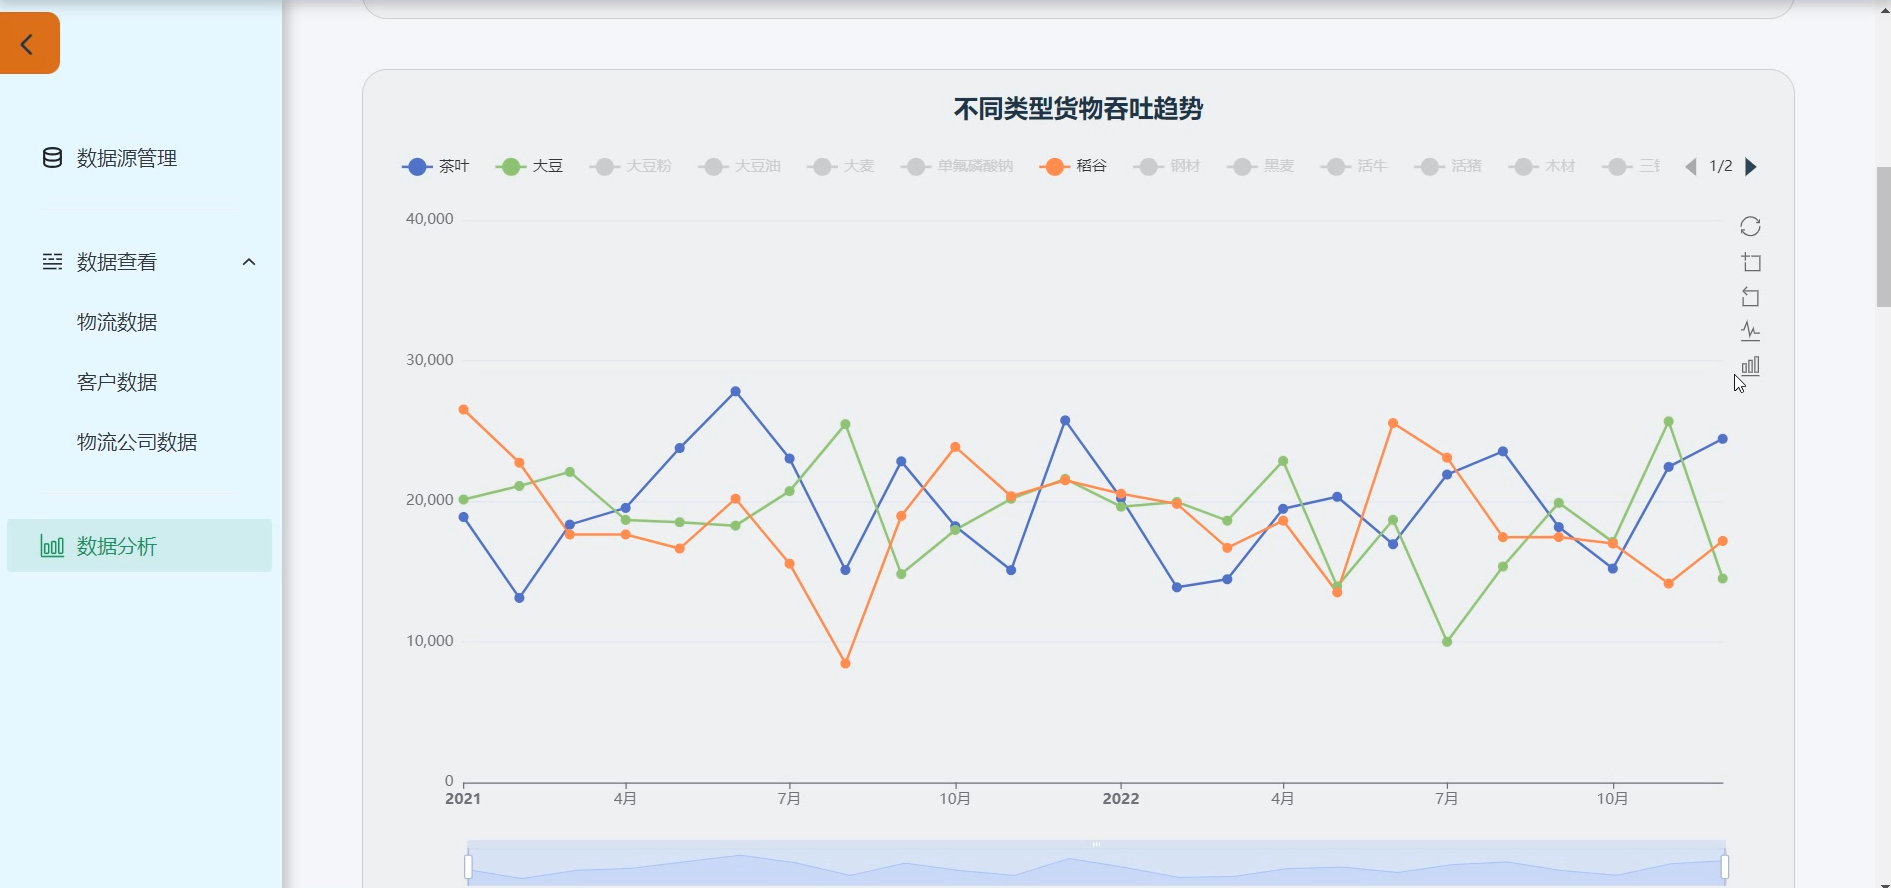 数据源管理
数据查看
物流数据
客户数据
物流公司数据
数据分析
不同类型货物吞吐趋势
茶叶 大豆 大豆粉 大豆油 大麦 单氟磷酸钠 稻谷 钢材 黑麦 活牛 活猪 木材 三 1/2
40,000
30,000
20,000
10,000
0
2021 4月 7月 10月 2022 4月 7月 10月